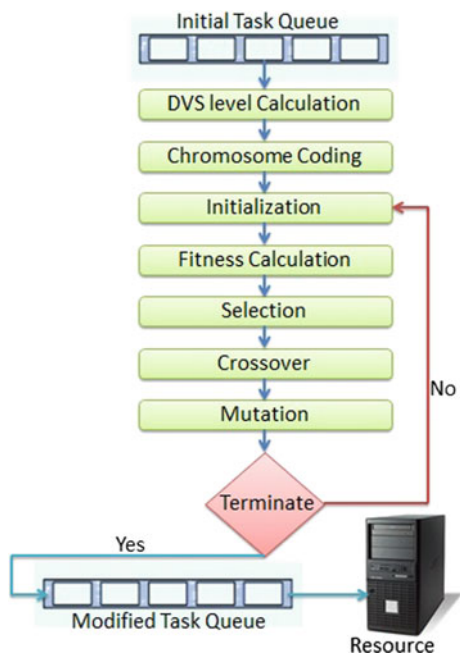 Initial Task Queue
DVS level Calculation
Chromosome Coding
Initialization
Fitness Calculation
Selection
Crossover
No
Mutation
Terminate
Yes
Modified Task Queue
Resource